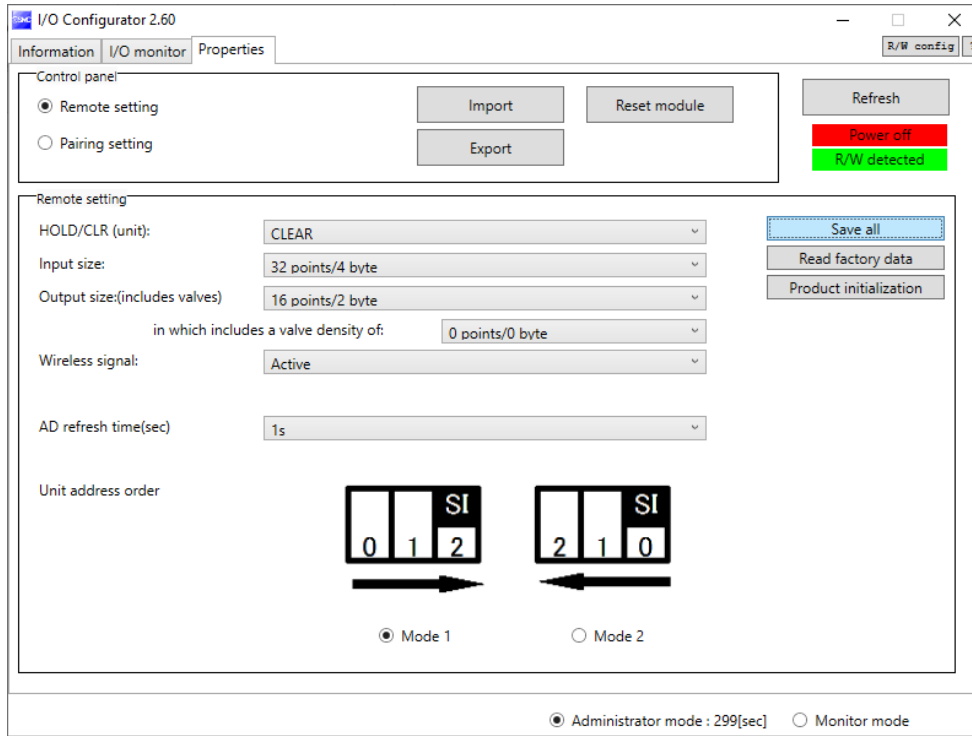 SMC I/O Configurator 2.60
Information I/O monitor Properties R/W config
Control panel
Remote setting Import Reset module Refresh
Pairing setting Export Power off
R/W detected
Remote setting
HOLD/CLR (unit): CLEAR Save all
Input size: 32 points/4 byte Read factory data
Output size:(includes valves) 16 points/2 byte Product initialization
in which includes a valve density of: 0 points/0 byte
Wireless signal: Active
AD refresh time(sec) 1s
Unit address order SI SI
0 1 2 2 1 0
Mode 1 Mode 2
Administrator mode : 299[sec] Monitor mode